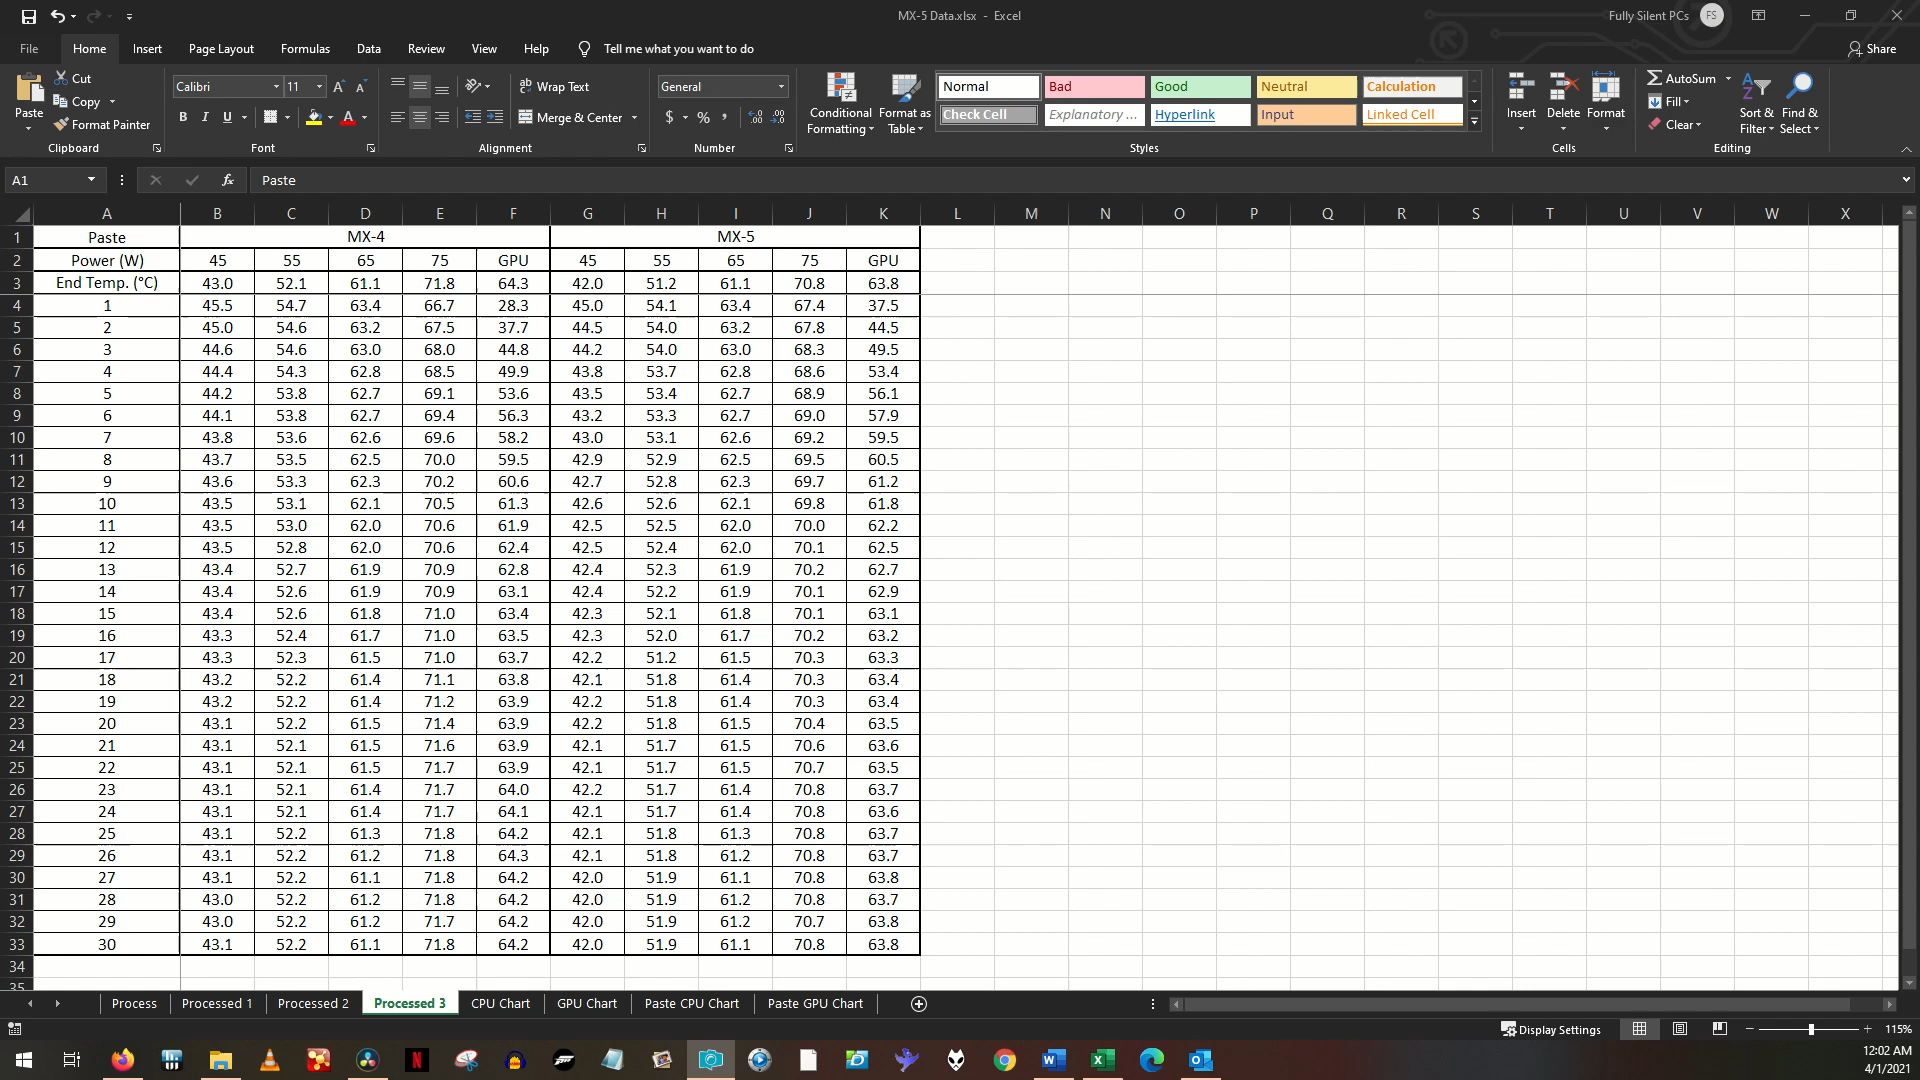 MX-5 Data.xlsx - Excel
Fully Silent PCs FS
File Home Insert Page Layout Formulas Data Review View Help Tell me what you want to do Share
Paste Cut Copy Format Painter Clipboard
Calibri 11 B I U A Font
Wrap Text Merge & Center Alignment
General $ % Number
Conditional Formatting Format as Table
Normal Bad Good Neutral Calculation
Check Cell Explanatory ... Hyperlink Input Linked Cell
Styles
Insert Delete Format Cells
AutoSum Fill Clear Sort & Filter Find & Select Editing
A1 fx Paste
A B C D E F G H I J K L M N O P Q R S T U V W X
1 Paste MX-4 MX-5
2 Power (W) 45 55 65 75 GPU 45 55 65 75 GPU
3 End Temp. (°C) 43.0 52.1 61.1 71.8 64.3 42.0 51.2 61.1 70.8 63.8
4 1 45.5 54.7 63.4 66.7 28.3 45.0 54.1 63.4 67.4 37.5
5 2 45.0 54.6 63.2 67.5 37.7 44.5 54.0 63.2 67.8 44.5
6 3 44.6 54.6 63.0 68.0 44.8 44.2 54.0 63.0 68.3 49.5
7 4 44.4 54.3 62.8 68.5 49.9 43.8 53.7 62.8 68.6 53.4
8 5 44.2 53.8 62.7 69.1 53.6 43.5 53.4 62.7 68.9 56.1
9 6 44.1 53.8 62.7 69.4 56.3 43.2 53.3 62.7 69.0 57.9
10 7 43.8 53.6 62.6 69.6 58.2 43.0 53.1 62.6 69.2 59.5
11 8 43.7 53.5 62.5 70.0 59.5 42.9 52.9 62.5 69.5 60.5
12 9 43.6 53.3 62.3 70.2 60.6 42.7 52.8 62.3 69.7 61.2
13 10 43.5 53.1 62.1 70.5 61.3 42.6 52.6 62.1 69.8 61.8
14 11 43.5 53.0 62.0 70.6 61.9 42.5 52.5 62.0 70.0 62.2
15 12 43.5 52.8 62.0 70.6 62.4 42.5 52.4 62.0 70.1 62.5
16 13 43.4 52.7 61.9 70.9 62.8 42.4 52.3 61.9 70.2 62.7
17 14 43.4 52.6 61.9 70.9 63.1 42.4 52.2 61.9 70.1 62.9
18 15 43.4 52.6 61.8 71.0 63.4 42.3 52.1 61.8 70.1 63.1
19 16 43.3 52.4 61.7 71.0 63.5 42.3 52.0 61.7 70.2 63.2
20 17 43.3 52.3 61.5 71.0 63.7 42.2 51.2 61.5 70.3 63.3
21 18 43.2 52.2 61.4 71.1 63.8 42.1 51.8 61.4 70.3 63.4
22 19 43.2 52.2 61.4 71.2 63.9 42.2 51.8 61.4 70.3 63.4
23 20 43.1 52.2 61.5 71.4 63.9 42.2 51.8 61.5 70.4 63.5
24 21 43.1 52.1 61.5 71.6 63.9 42.1 51.7 61.5 70.6 63.6
25 22 43.1 52.1 61.5 71.7 63.9 42.1 51.7 61.5 70.7 63.5
26 23 43.1 52.1 61.4 71.7 64.0 42.2 51.7 61.4 70.8 63.7
27 24 43.1 52.1 61.4 71.7 64.1 42.1 51.7 61.4 70.8 63.6
28 25 43.1 52.2 61.3 71.8 64.2 42.1 51.8 61.3 70.8 63.7
29 26 43.1 52.2 61.2 71.8 64.3 42.1 51.8 61.2 70.8 63.7
30 27 43.1 52.2 61.1 71.8 64.2 42.0 51.9 61.1 70.8 63.8
31 28 43.0 52.2 61.2 71.8 64.2 42.0 51.9 61.2 70.8 63.7
32 29 43.0 52.2 61.2 71.7 64.2 42.0 51.9 61.2 70.7 63.8
33 30 43.1 52.2 61.1 71.8 64.2 42.0 51.9 61.1 70.8 63.8
34
35
Process Processed 1 Processed 2 Processed 3 CPU Chart GPU Chart Paste CPU Chart Paste GPU Chart
Display Settings 115%
12:02 AM
4/1/2021